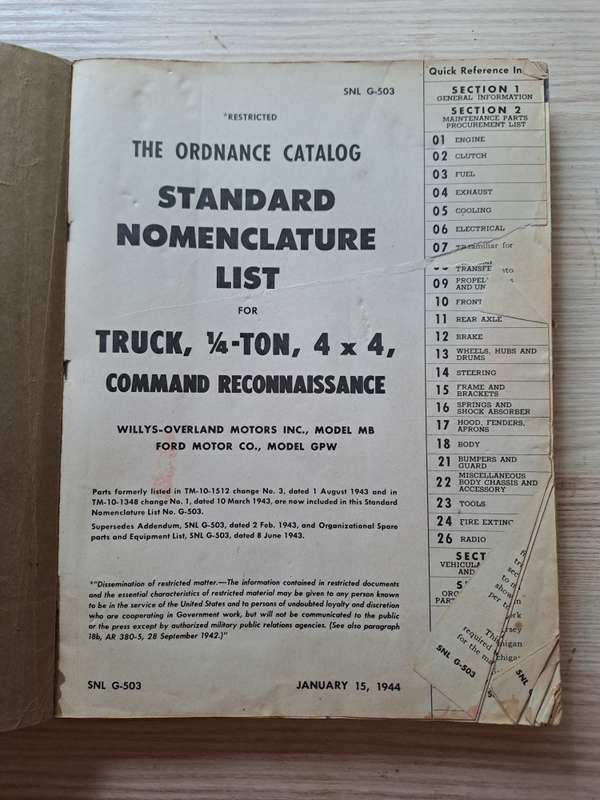 SNL G-503
*RESTRICTED
THE ORDNANCE CATALOG
STANDARD
NOMENCLATURE
LIST
FOR
TRUCK, ¼-TON, 4 x 4,
COMMAND RECONNAISSANCE
WILLYS-OVERLAND MOTORS INC., MODEL MB
FORD MOTOR CO., MODEL GPW
Parts formerly listed in TM-10-1512 change No. 3, dated 1 August 1943 and in
TM-10-1348 change No. 1, dated 10 March 1943, are now included in this Standard
Nomenclature List No. G-503.
Supersedes Addendum, SNL G-503, dated 2 Feb. 1943, and Organizational Spare
parts and Equipment List, SNL G-503, dated 8 June 1943.
*"Dissemination of restricted matter.—The information contained in restricted documents
and the essential characteristics of restricted material may be given to any person known
to be in the service of the United States and to persons of undoubted loyalty and discretion
who are cooperating in Government work, but will not be communicated to the public
or the press except by authorized military public relations agencies. (See also paragraph
18b, AR 380-5, 28 September 1942.)"
SNL G-503
JANUARY 15, 1944
Quick Reference In
SECTION 1
GENERAL INFORMATION
SECTION 2
MAINTENANCE PARTS
PROCUREMENT LIST
01 ENGINE
02 CLUTCH
03 FUEL
04 EXHAUST
05 COOLING
06 ELECTRICAL
07 familiar for
TRANSFE
09 PROPEL
AND UN
10 FRONT
11 REAR AXLE
12 BRAKE
13 WHEELS, HUBS AND
DRUMS
14 STEERING
15 FRAME AND
BRACKETS
16 SPRINGS AND
SHOCK ABSORBER
17 HOOD, FENDERS,
APRONS
18 BODY
21 BUMPERS AND
GUARD
22 MISCELLANEOUS
BODY CHASSIS AND
ACCESSORY
23 TOOLS
24 FIRE EXTINC
26 RADIO
SECT
VEHICULA
AND
ORG
PART
required
for the ma
SNL G-503
SNL